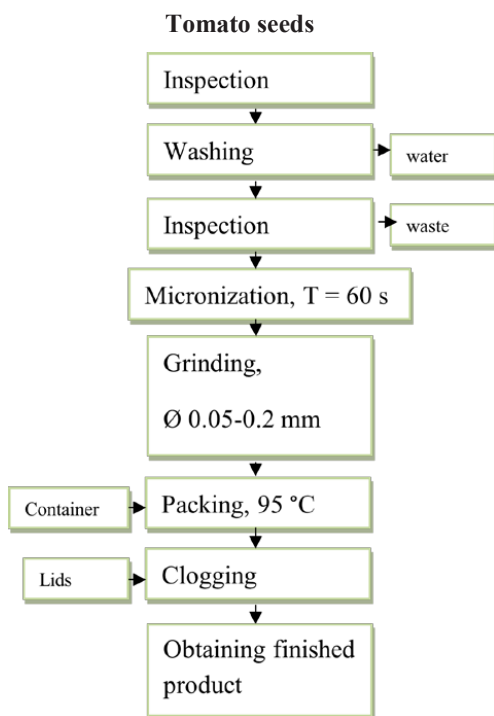 Tomato seeds
Inspection
Washing
water
Inspection
waste
Micronization, T = 60 s
Grinding,
Ø 0.05-0.2 mm
Container
Packing, 95 °C
Lids
Clogging
Obtaining finished
product